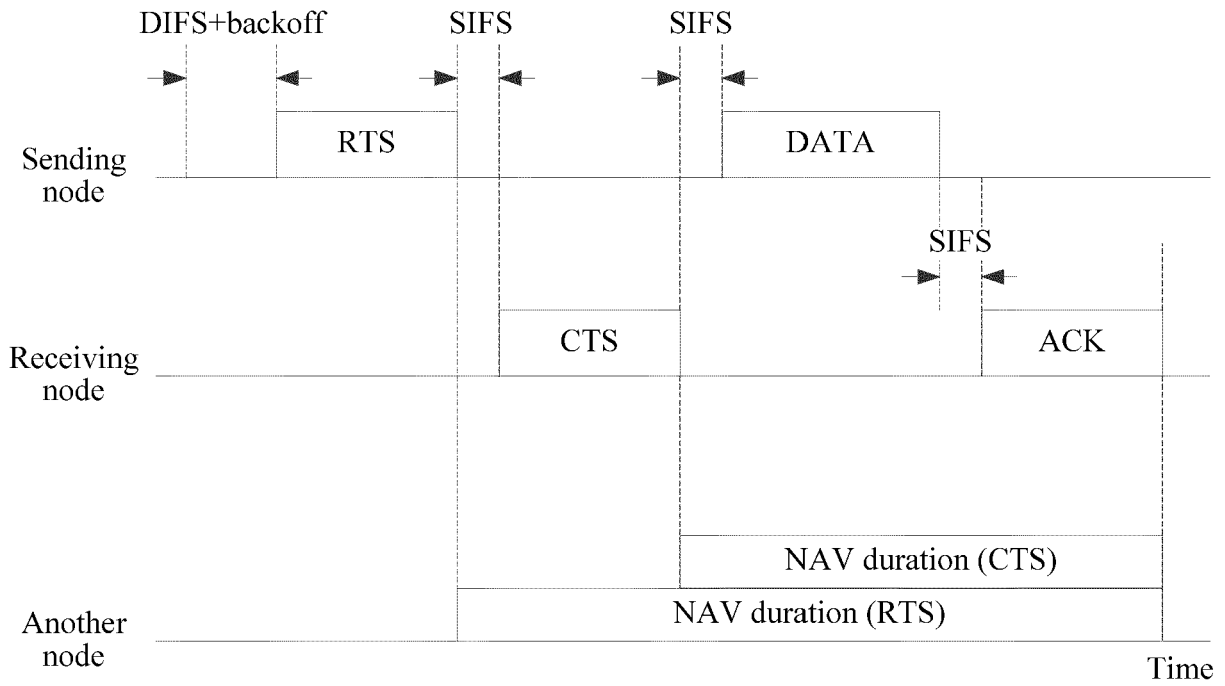 DIFS+backoff
SIFS
SIFS
RTS
DATA
Sending
node
SIFS
CTS
ACK
Receiving
node
NAV duration (CTS)
NAV duration (RTS)
Another
node
Time